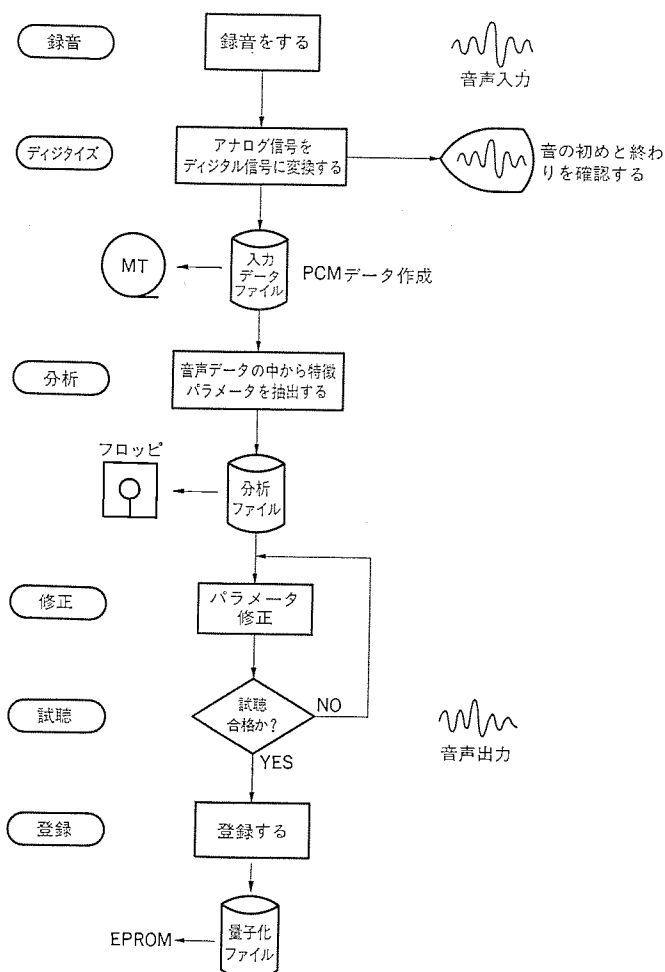 録音
録音をする
音声入力
ディジタイズ
アナログ信号を
ディジタル信号に変換する
音の初めと終わ
りを確認する
MT
入力
データ
ファイル
PCMデータ作成
分析
音声データの中から特徴
パラメータを抽出する
フロッピ
分析
ファイル
修正
パラメータ
修正
試聴
試聴
合格か?
NO
音声出力
YES
登録
登録する
EPROM
量子化
ファイル